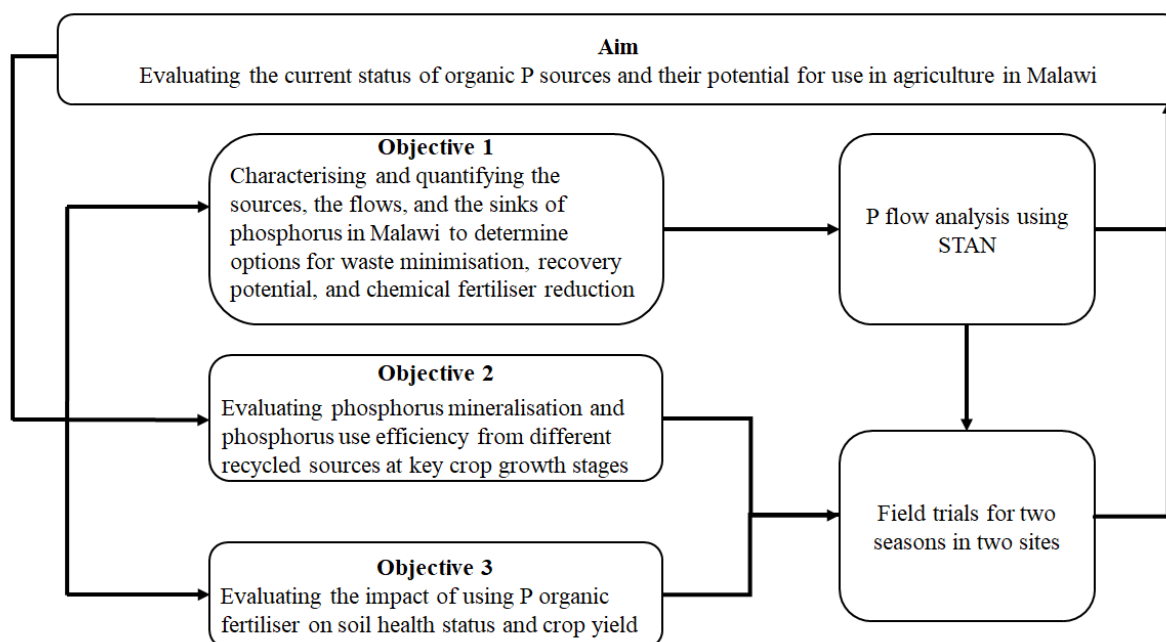 Aim
Evaluating the current status of organic P sources and their potential for use in agriculture in Malawi
Objective 1
Characterising and quantifying the
sources, the flows, and the sinks of
phosphorus in Malawi to determine
options for waste minimisation, recovery
potential, and chemical fertiliser reduction
P flow analysis using
STAN
Objective 2
Evaluating phosphorus mineralisation and
phosphorus use efficiency from different
recycled sources at key crop growth stages
Field trials for two
seasons in two sites
Objective 3
Evaluating the impact of using P organic
fertiliser on soil health status and crop yield